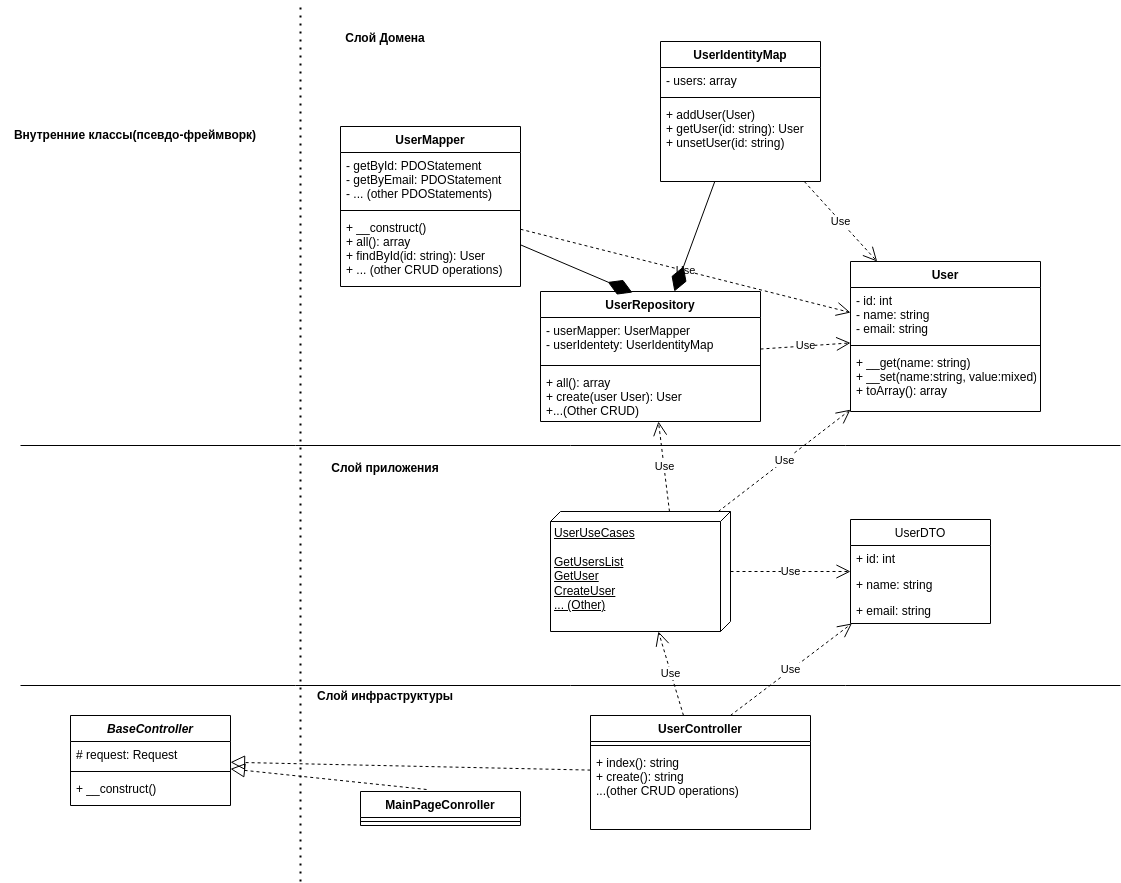 Слой Домена
Внутренние классы(псевдо-фреймворк)
UserIdentityMap
- users: array
+ addUser(User)
+ getUser(id: string): User
+ unsetUser(id: string)
UserMapper
- getById: PDOStatement
- getByEmail: PDOStatement
- ... (other PDOStatements)
+ __construct()
+ all(): array
+ findById(id: string): User
+ ... (other CRUD operations)
Use
Use
User
- id: int
- name: string
- email: string
+ __get(name: string)
+ __set(name:string, value:mixed)
+ toArray(): array
UserRepository
- userMapper: UserMapper
- userIdentety: UserIdentityMap
+ all(): array
+ create(user User): User
+...(Other CRUD)
Use
Слой приложения
Use
Use
UserUseCases
GetUsersList
GetUser
CreateUser
... (Other)
Use
UserDTO
+ id: int
+ name: string
+ email: string
Use
Use
Слой инфраструктуры
BaseController
# request: Request
+ __construct()
MainPageConroller
UserController
+ index(): string
+ create(): string
...(other CRUD operations)